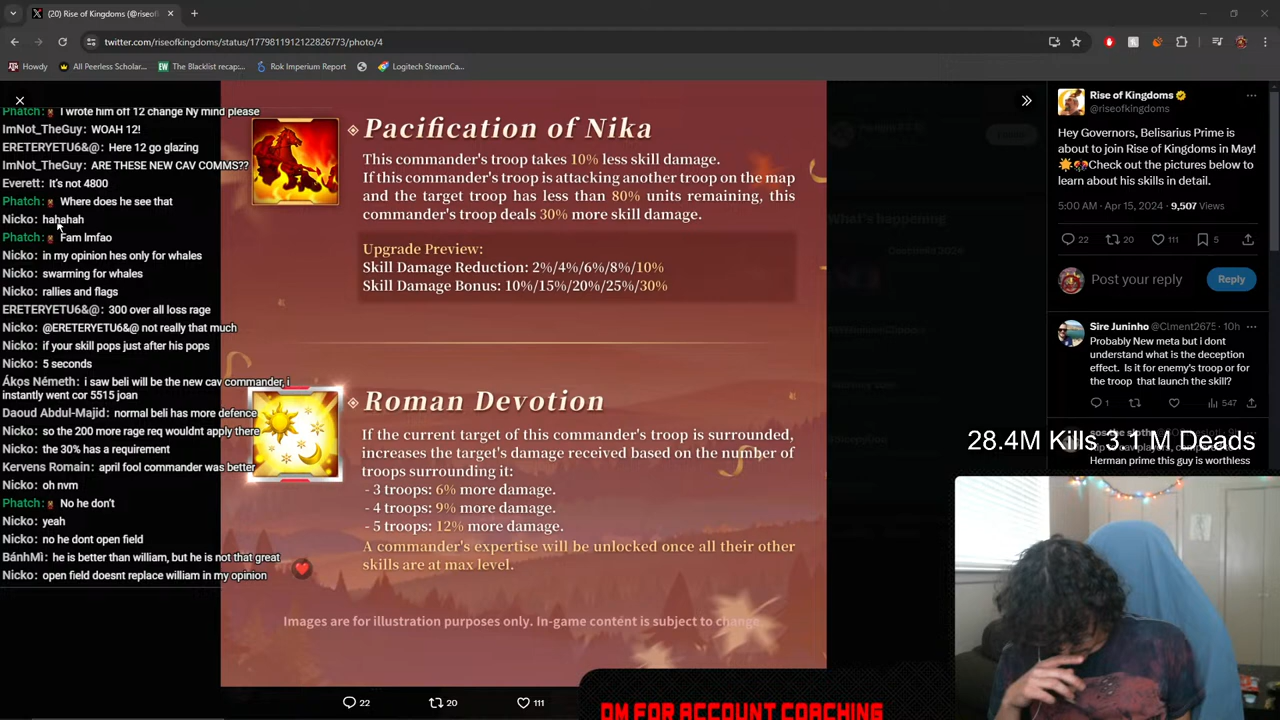 (20) Rise of Kingdoms (@riseof
twitter.com/riseofkingdoms/status/1779811912122826773/photo/4
Howdy
All Peerless Scholar...
The Blacklist recap:...
Rok Imperium Report
Logitech StreamCa...
Phatch: I wrote him off 12 change Ny mind please
ImNot_TheGuy: WOAH 12!
ERETERYETU6&@: Here 12 go glazing
ImNot_TheGuy: ARE THESE NEW CAV COMMS??
Everett: It's not 4800
Phatch: Where does he see that
Nicko: hahahah
Phatch: Fam lmfao
Nicko: in my opinion hes only for whales
Nicko: swarming for whales
Nicko: rallies and flags
ERETERYETU6&@: 300 over all loss rage
Nicko: @ERETERYETU6&@ not really that much
Nicko: if your skill pops just after his pops
Nicko: 5 seconds
Ákos Németh: i saw beli will be the new cav commander, i
instantly went cor 5515 joan
Daoud Abdul-Majid: normal beli has more defence
Nicko: so the 200 more rage req wouldnt apply there
Nicko: the 30% has a requirement
Kervens Romain: april fool commander was better
Nicko: oh nvm
Phatch: No he don't
Nicko: yeah
Nicko: no he dont open field
BánhMì: he is better than william, but he is not that great
Nicko: open field doesnt replace william in my opinion
Pacification of Nika
This commander's troop takes 10% less skill damage.
If this commander's troop is attacking another troop on the map
and the target troop has less than 80% units remaining, this
commander's troop deals 30% more skill damage.
Upgrade Preview:
Skill Damage Reduction: 2%/4%/6%/8%/10%
Skill Damage Bonus: 10%/15%/20%/25%/30%
Roman Devotion
If the current target of this commander's troop is surrounded,
increases the target's damage received based on the number of
troops surrounding it:
- 3 troops: 6% more damage.
- 4 troops: 9% more damage.
- 5 troops: 12% more damage.
A commander's expertise will be unlocked once all their other
skills are at max level.
Images are for illustration purposes only. In-game content is subject to change.
22
20
111
What's happening
Rise of Kingdoms
@riseofkingdoms
Hey Governors, Belisarius Prime is
about to join Rise of Kingdoms in May!
Check out the pictures below to
learn about his skills in detail.
5:00 AM · Apr 15, 2024 · 9,507 Views
22
20
111
5
Post your reply
Reply
Sire Juninho @Clment2675 · 10h
Probably New meta but i dont
understand what is the deception
effect. Is it for enemy's troop or for
the troop that launch the skill?
1
547
28.4M Kills 3.1 M Deads
Herman prime this guy is worthless
DM FOR ACCOUNT COACHING